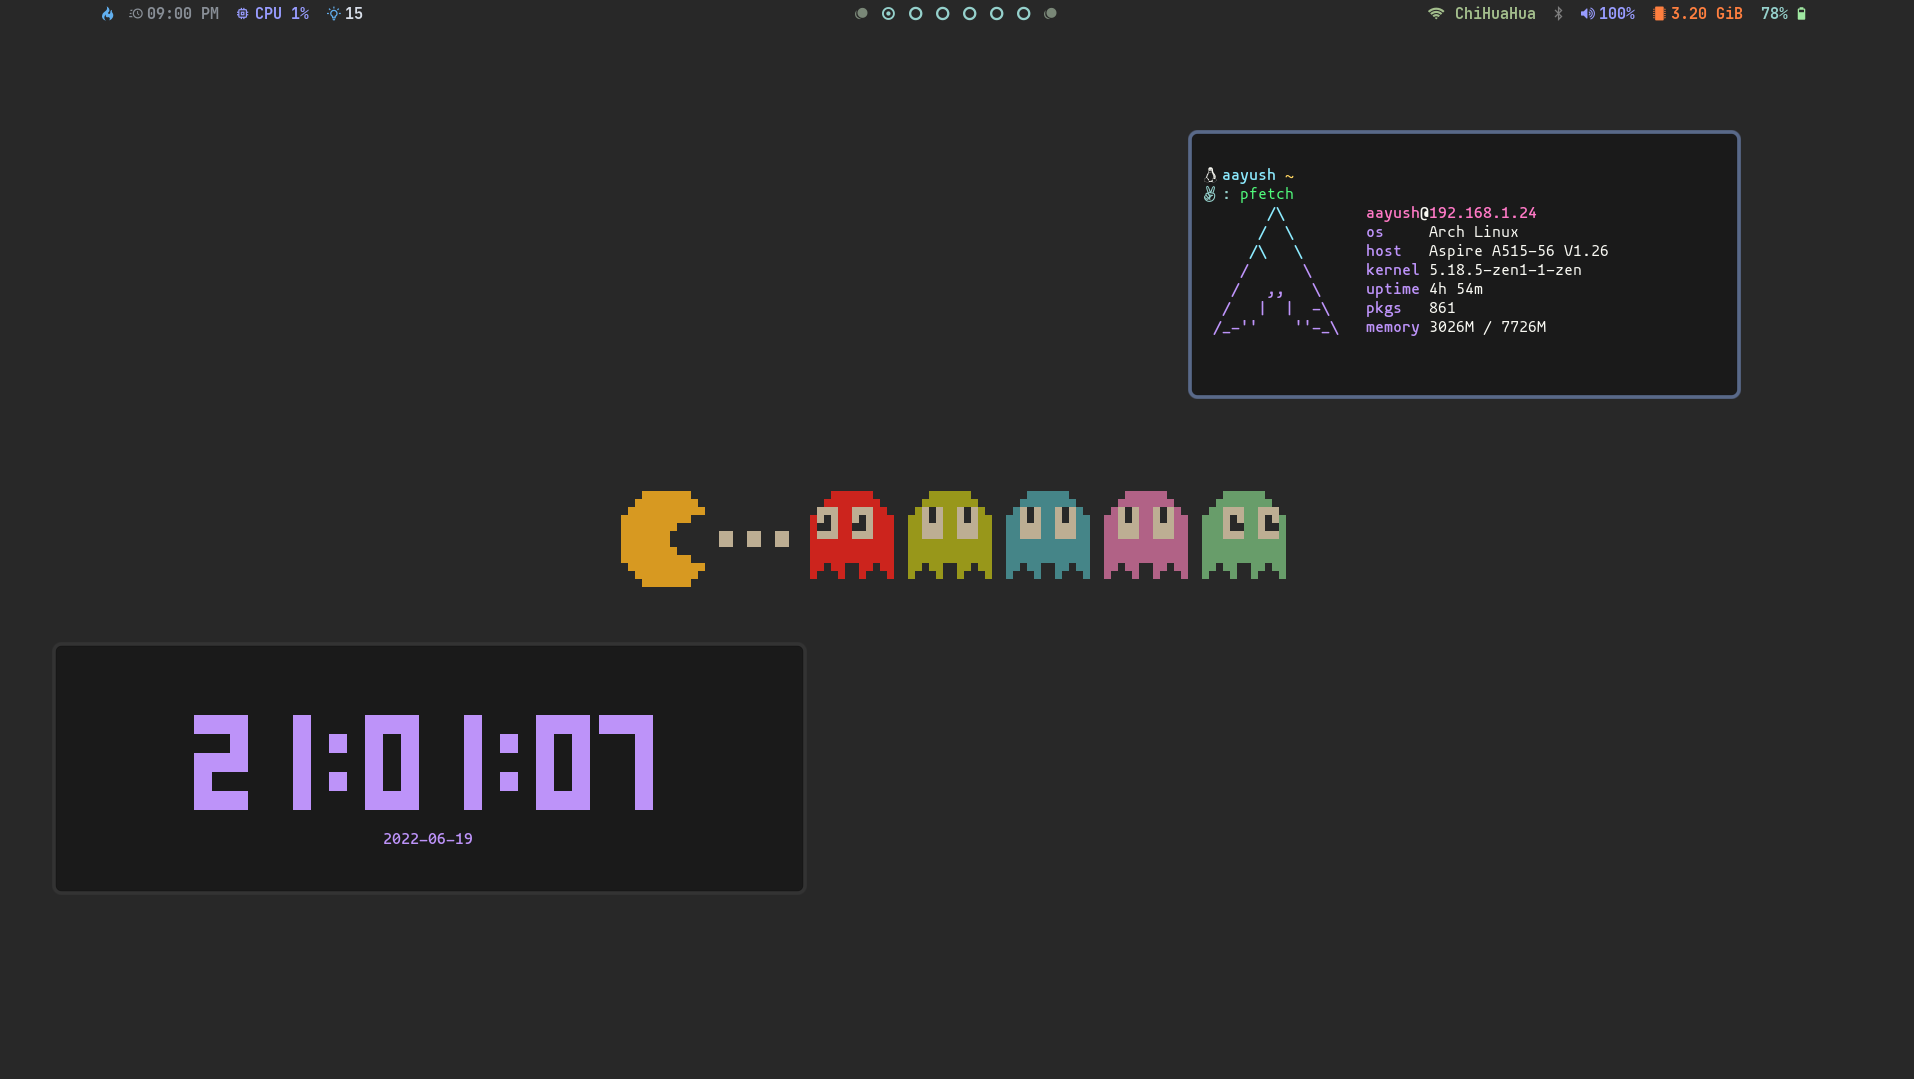 09:00 PM CPU 1% 15
ChiHuaHua 100% 3.20 GiB 78%
aayush ~
: pfetch
aayush@192.168.1.24
os Arch Linux
host Aspire A515-56 V1.26
kernel 5.18.5-zen1-1-zen
uptime 4h 54m
pkgs 861
memory 3026M / 7726M
21:01:07
2022-06-19